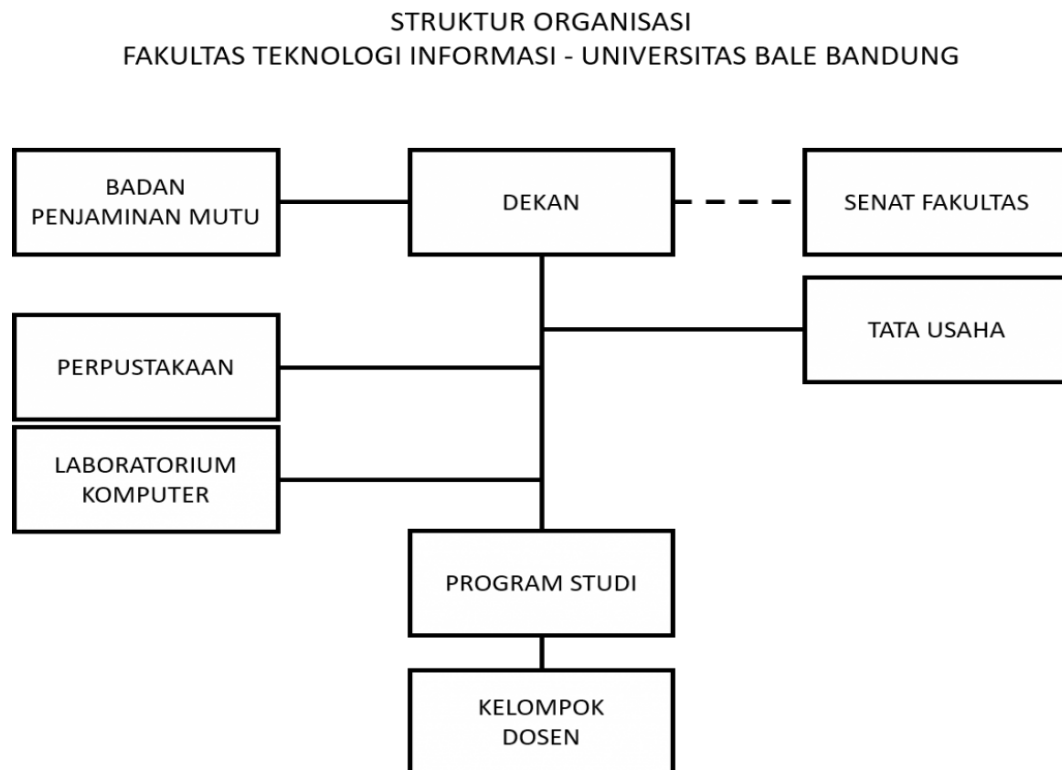 STRUKTUR ORGANISASI
FAKULTAS TEKNOLOGI INFORMASI - UNIVERSITAS BALE BANDUNG
BADAN
PENJAMINAN MUTU
DEKAN
SENAT FAKULTAS
TATA USAHA
PERPUSTAKAAN
LABORATORIUM
KOMPUTER
PROGRAM STUDI
KELOMPOK
DOSEN